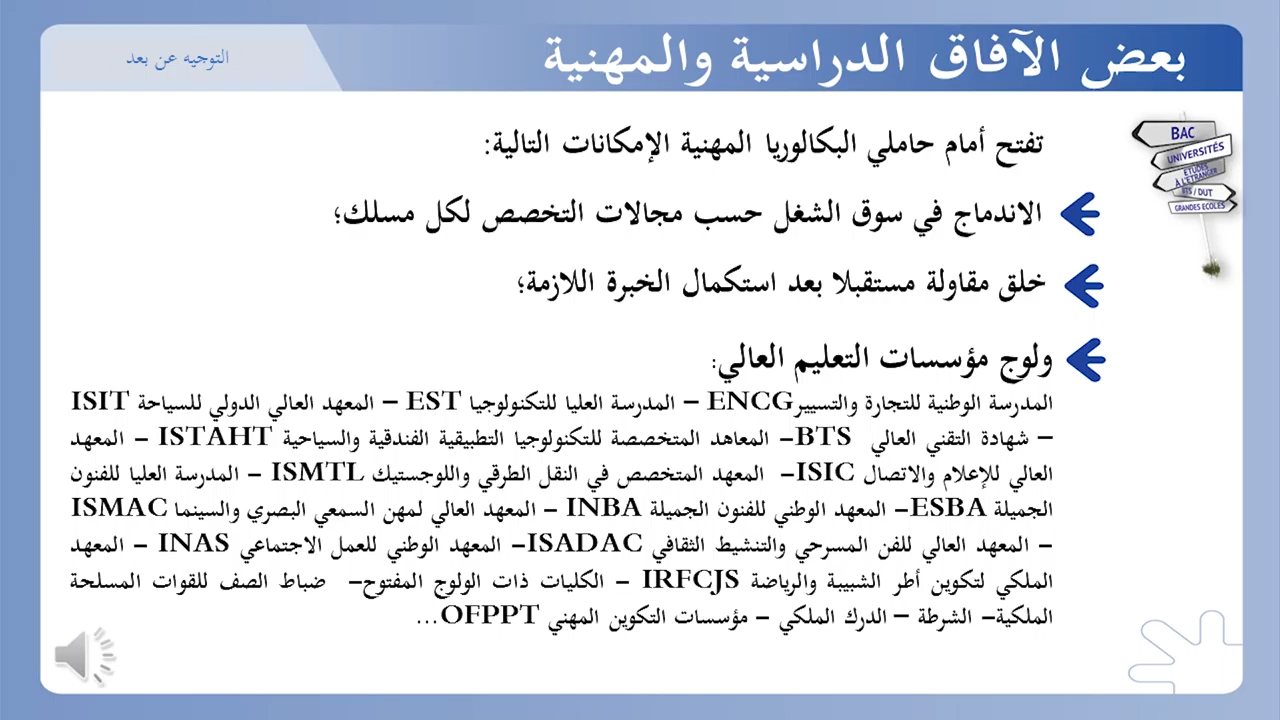 بعض الآفاق الدراسية والمهنية
التوجيه عن بعد
BAC
UNIVERSITÉS
ÉTUDES
À L'ÉTRANGER
BTS / DUT
GRANDES ECOLES
تفتح أمام حاملي البكالوريا المهنية الإمكانات التالية:
الاندماج في سوق الشغل حسب مجالات التخصص لكل مسلك؛
خلق مقاولة مستقبلا بعد استكمال الخبرة اللازمة؛
ولوج مؤسسات التعليم العالي:
المدرسة الوطنية للتجارة والتسيير ENCG – المدرسة العليا للتكنولوجيا EST – المعهد العالي الدولي للسياحة ISIT
– شهادة التقني العالي BTS – المعاهد المتخصصة للتكنولوجيا التطبيقية الفندقية والسياحية ISTAHT – المعهد
العالي للإعلام والاتصال ISIC – المعهد المتخصص في النقل الطرقي واللوجستيك ISMTL – المدرسة العليا للفنون
الجميلة ESBA – المعهد الوطني للفنون الجميلة INBA – المعهد العالي لمهن السمعي البصري والسينما ISMAC
– المعهد العالي للفن المسرحي والتنشيط الثقافي ISADAC – المعهد الوطني للعمل الاجتماعي INAS – المعهد
الملكي لتكوين أطر الشبيبة والرياضة IRFCJS – الكليات ذات الولوج المفتوح – ضباط الصف للقوات المسلحة
الملكية – الشرطة – الدرك الملكي – مؤسسات التكوين المهني OFPPT ...